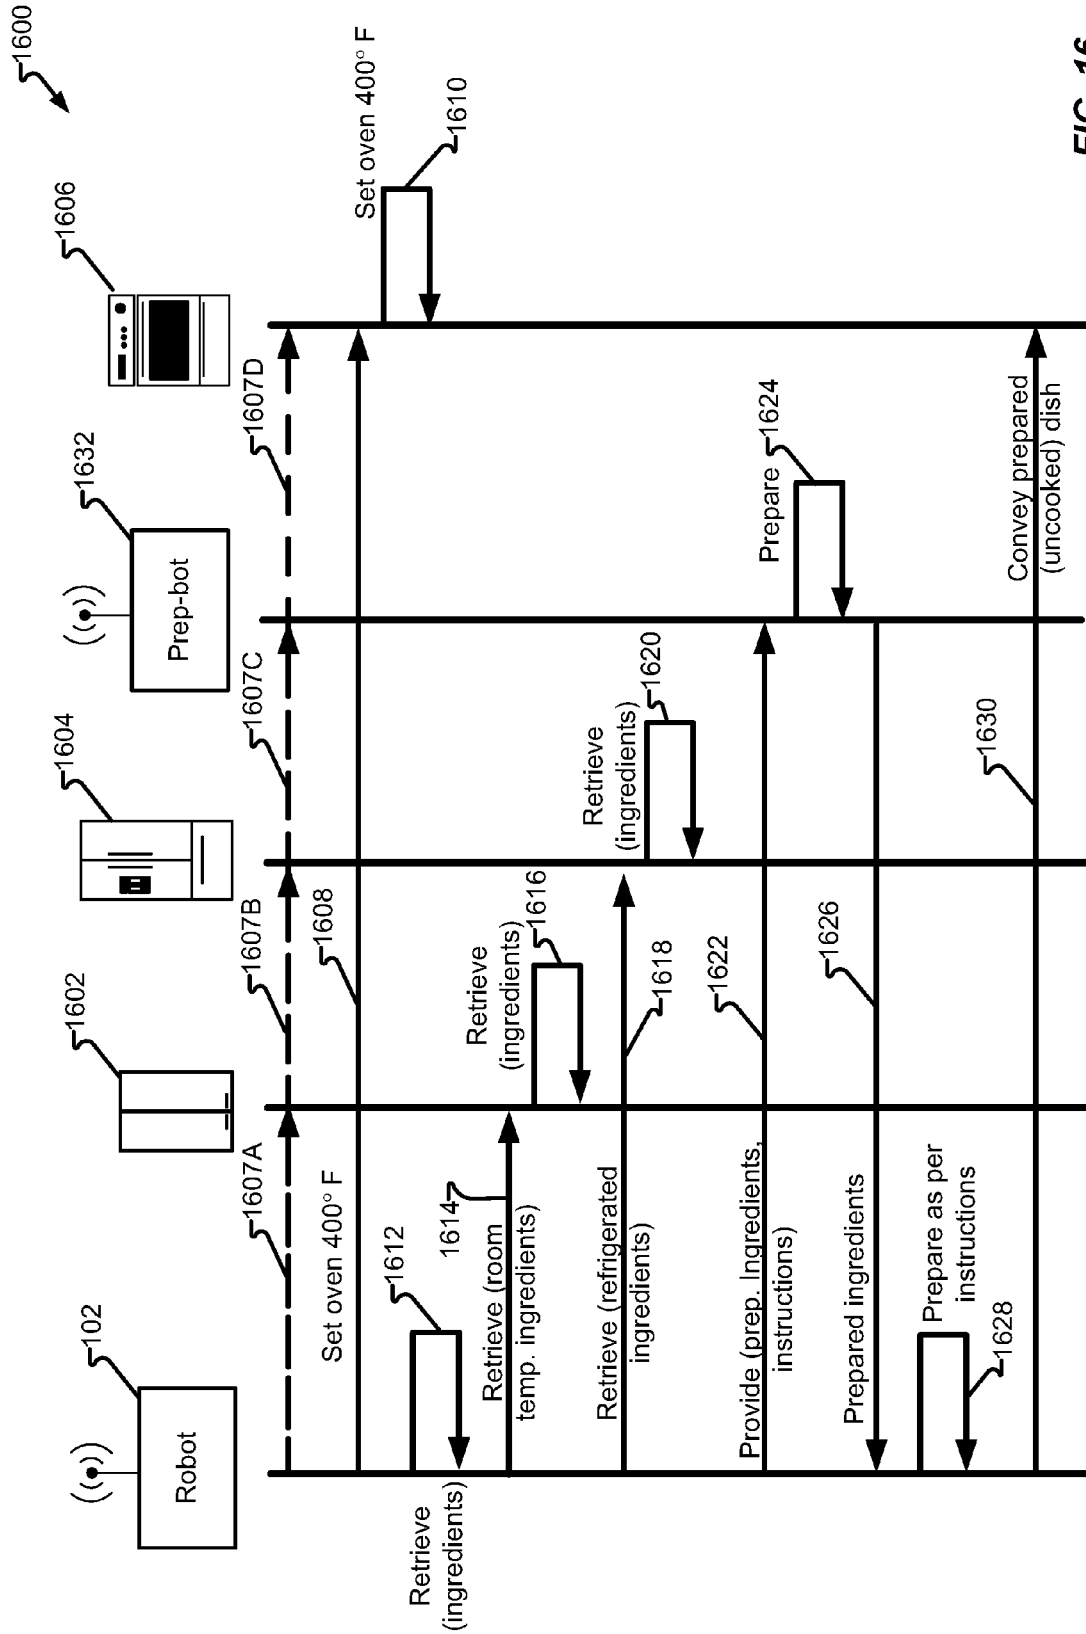 1600
Robot
102
1602
1604
Prep-bot
1632
1606
1607A
1607B
1607C
1607D
Set oven 400° F
1608
Set oven 400° F
1610
Retrieve
(ingredients)
1612
Retrieve (room
temp. ingredients)
1614
Retrieve
(ingredients)
1616
Retrieve (refrigerated
ingredients)
1618
Retrieve
(ingredients)
1620
Provide (prep. Ingredients,
instructions)
1622
Prepare
1624
Prepared ingredients
1626
Prepare as per
instructions
1628
Convey prepared
(uncooked) dish
1630
FIG. 16